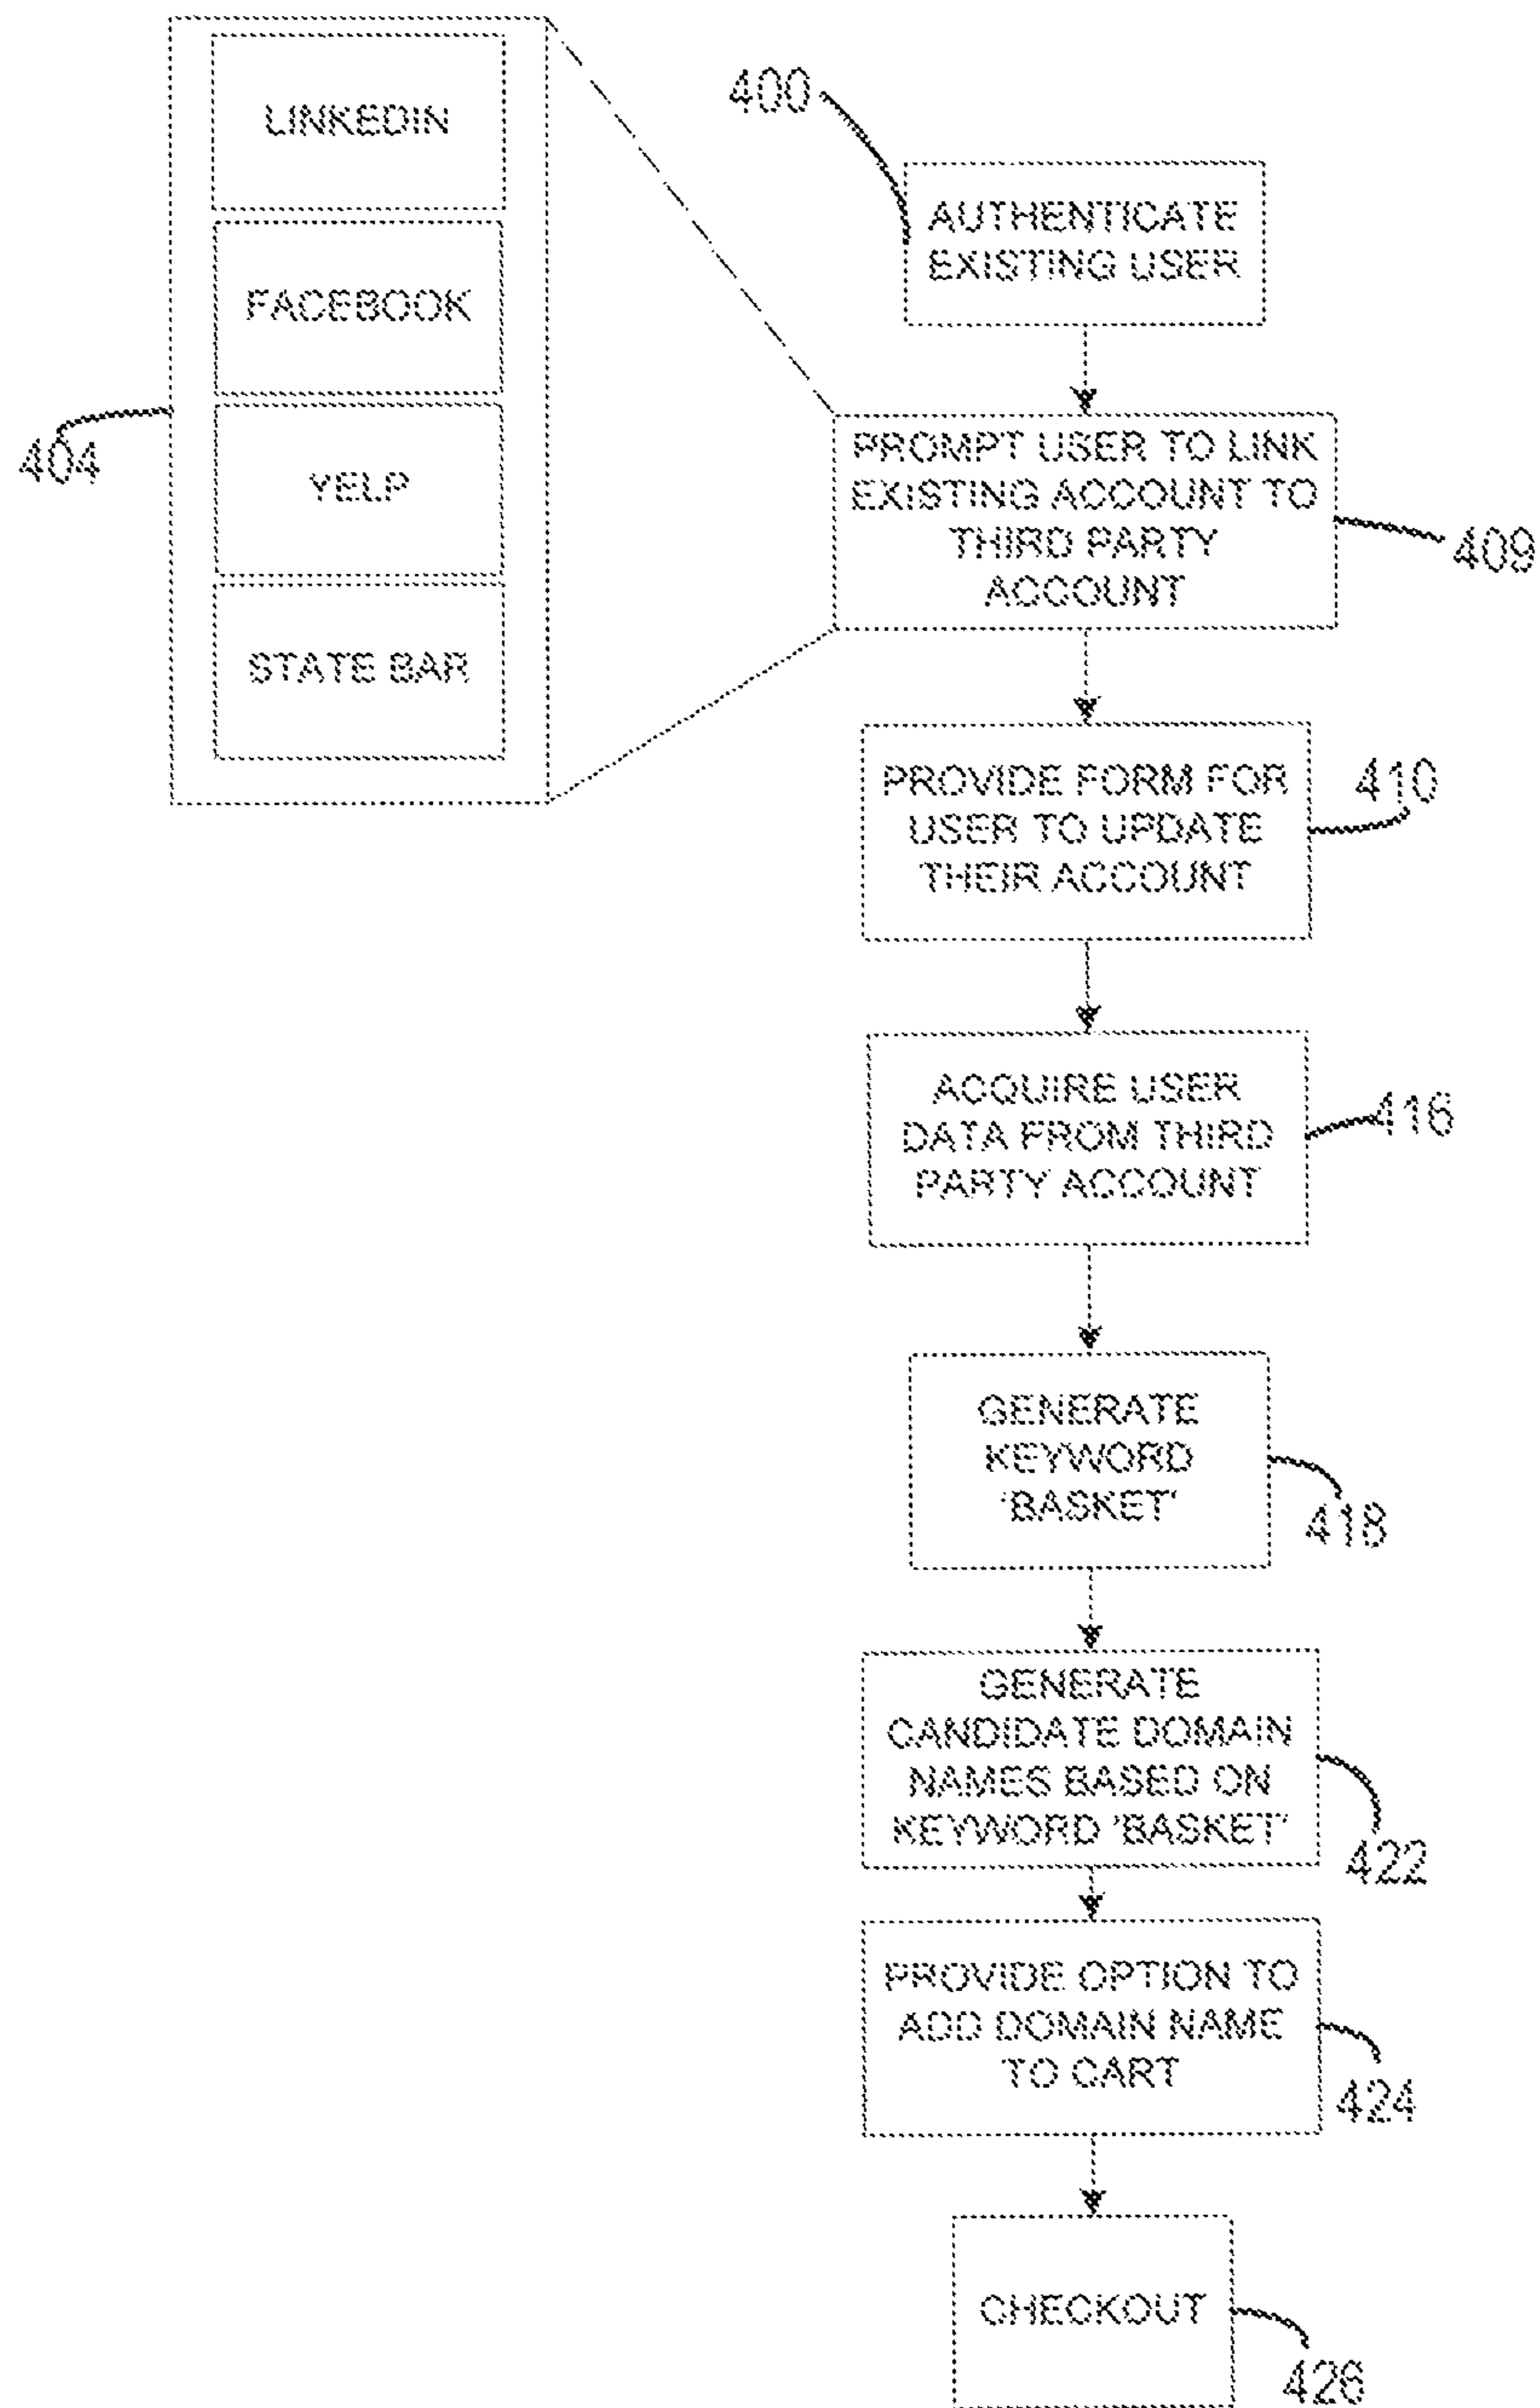 LINKEDIN
FACEBOOK
YELP
STATE BAR
404
400
AUTHENTICATE
EXISTING USER
PROMPT USER TO LINK
EXISTING ACCOUNT TO
THIRD PARTY
ACCOUNT
409
PROVIDE FORM FOR
USER TO UPDATE
THEIR ACCOUNT
410
ACQUIRE USER
DATA FROM THIRD
PARTY ACCOUNT
416
GENERATE
KEYWORD
'BASKET'
418
GENERATE
CANDIDATE DOMAIN
NAMES BASED ON
KEYWORD 'BASKET'
422
PROVIDE OPTION TO
ADD DOMAIN NAME
TO CART
424
CHECKOUT
426